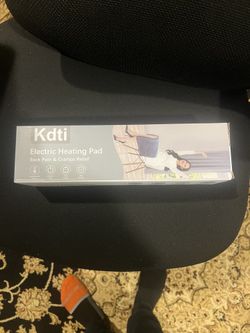 Kdti
Electric Heating Pad
Back Pain & Cramps Relief